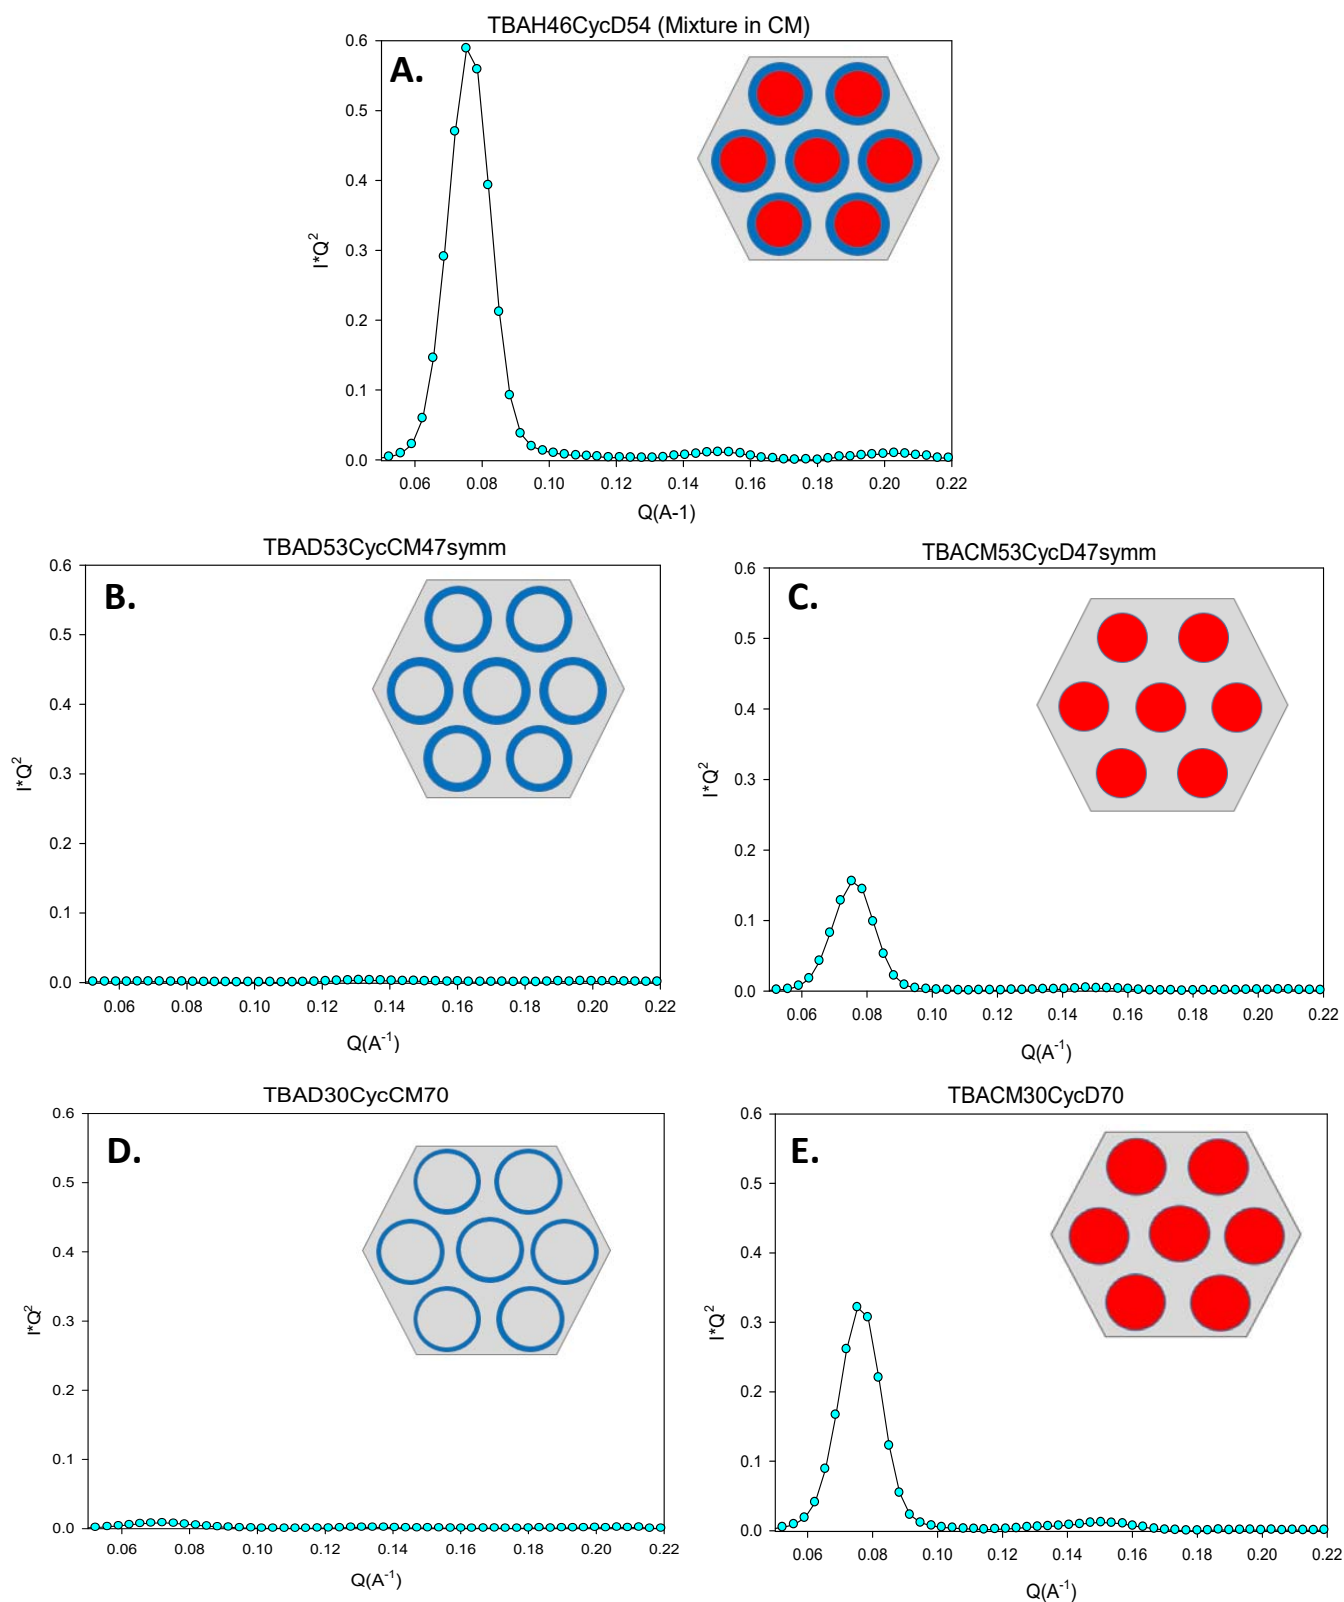 TBAH46CycD54 (Mixture in CM)
A.
0.6
0.5
0.4
0.3
0.2
0.1
0.0
I*Q²
0.06 0.08 0.10 0.12 0.14 0.16 0.18 0.20 0.22
Q(A-1)
TBAD53CycCM47symm
B.
0.6
0.5
0.4
0.3
0.2
0.1
0.0
I*Q²
0.06 0.08 0.10 0.12 0.14 0.16 0.18 0.20 0.22
Q(A⁻¹)
TBACM53CycD47symm
C.
0.6
0.5
0.4
0.3
0.2
0.1
0.0
I*Q²
0.06 0.08 0.10 0.12 0.14 0.16 0.18 0.20 0.22
Q(A⁻¹)
TBAD30CycCM70
D.
0.6
0.5
0.4
0.3
0.2
0.1
0.0
I*Q²
0.06 0.08 0.10 0.12 0.14 0.16 0.18 0.20 0.22
Q(A⁻¹)
TBACM30CycD70
E.
0.6
0.5
0.4
0.3
0.2
0.1
0.0
I*Q²
0.06 0.08 0.10 0.12 0.14 0.16 0.18 0.20 0.22
Q(A⁻¹)